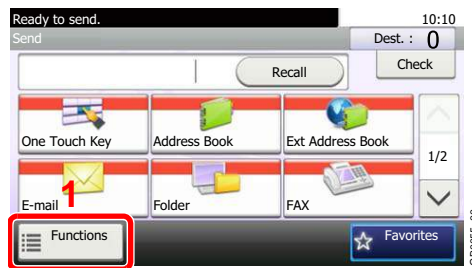 Ready to send.
10:10
Send
Dest. :
0
Recall
Check
One Touch Key
Address Book
Ext Address Book
1/2
E-mail
1
Folder
FAX
Functions
Favorites